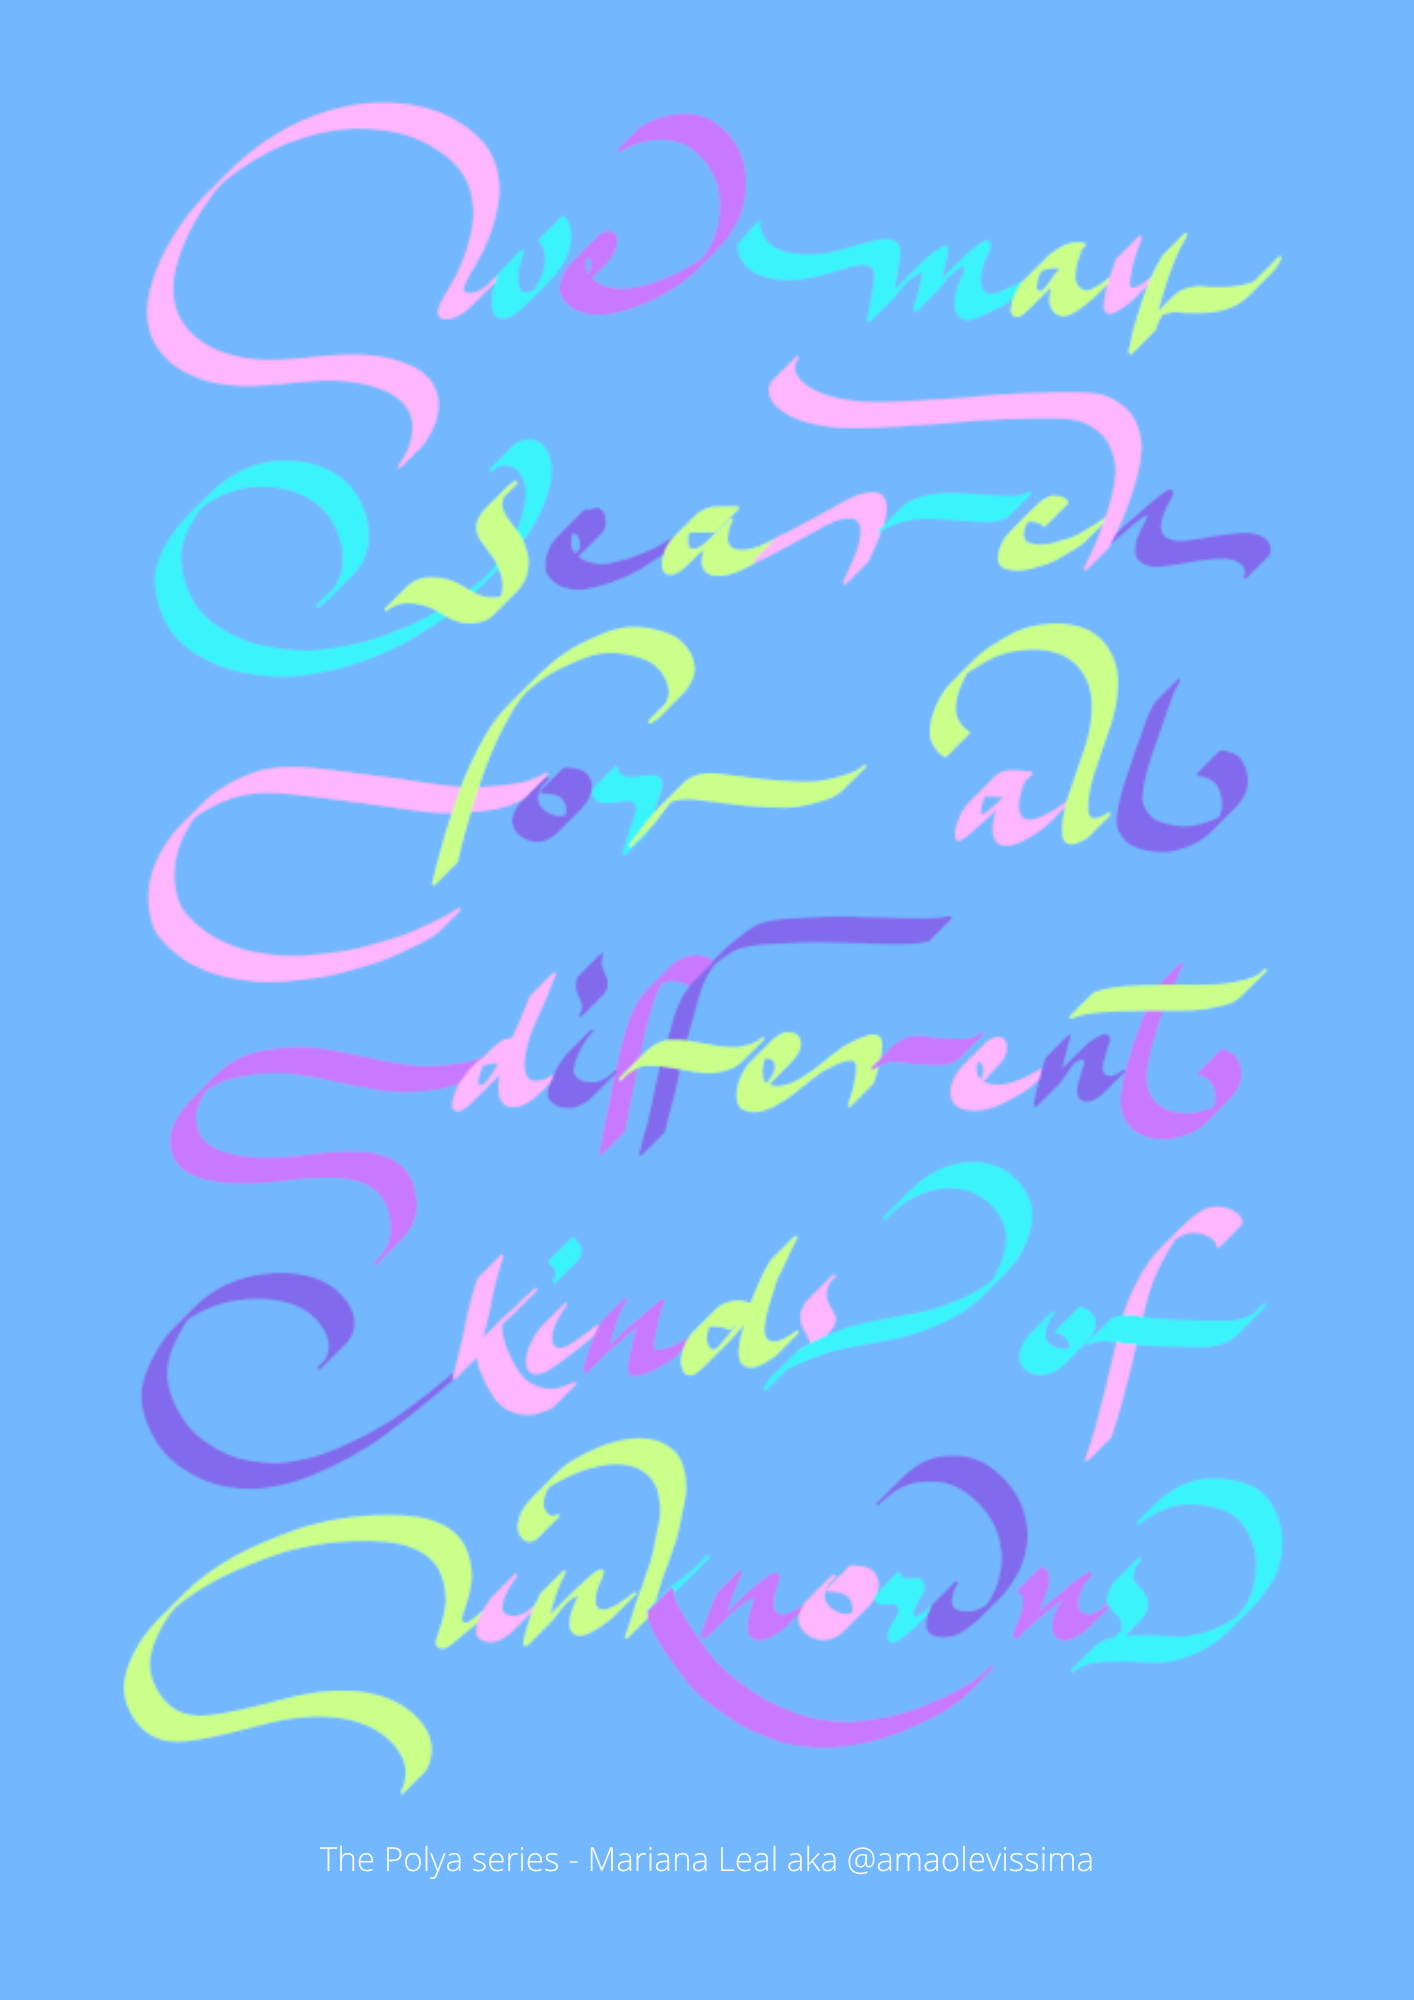 we may
search
for all
different
kinds of
unknowns
The Polya series - Mariana Leal aka @amaolevissima